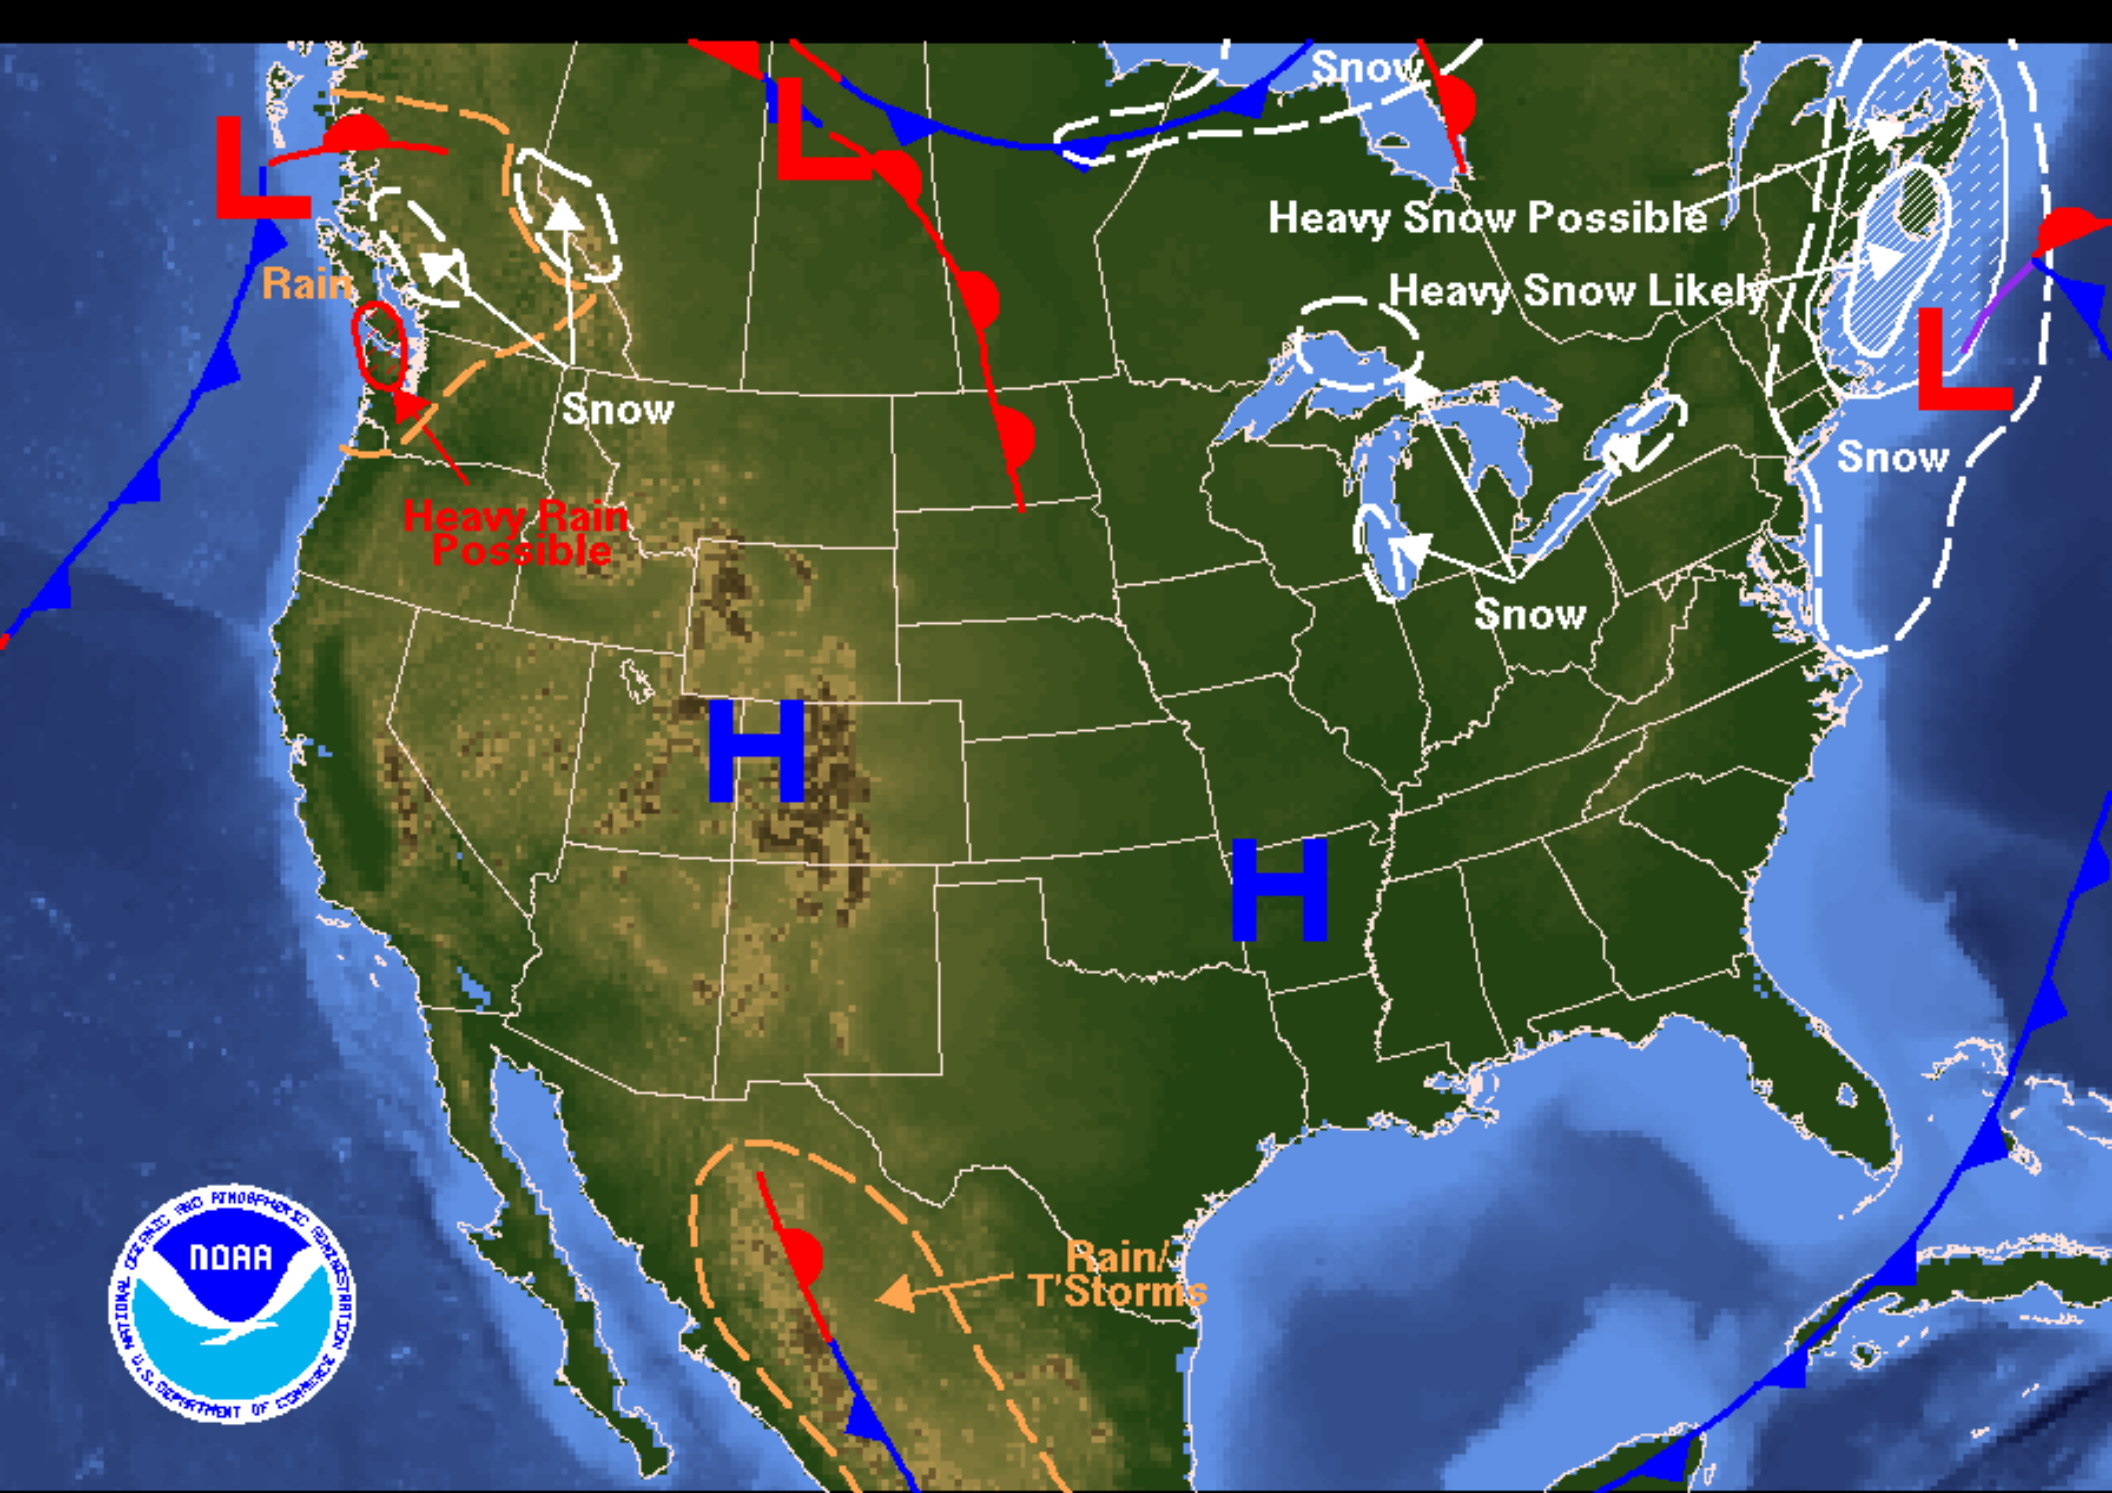 Snow
L
L
Heavy Snow Possible
Rain
Heavy Snow Likely
L
Snow
Snow
Heavy Rain
Possible
Snow
H
H
Rain/
T'Storms
NATIONAL OCEANIC AND ATMOSPHERIC ADMINISTRATION
NOAA
U.S. DEPARTMENT OF COMMERCE